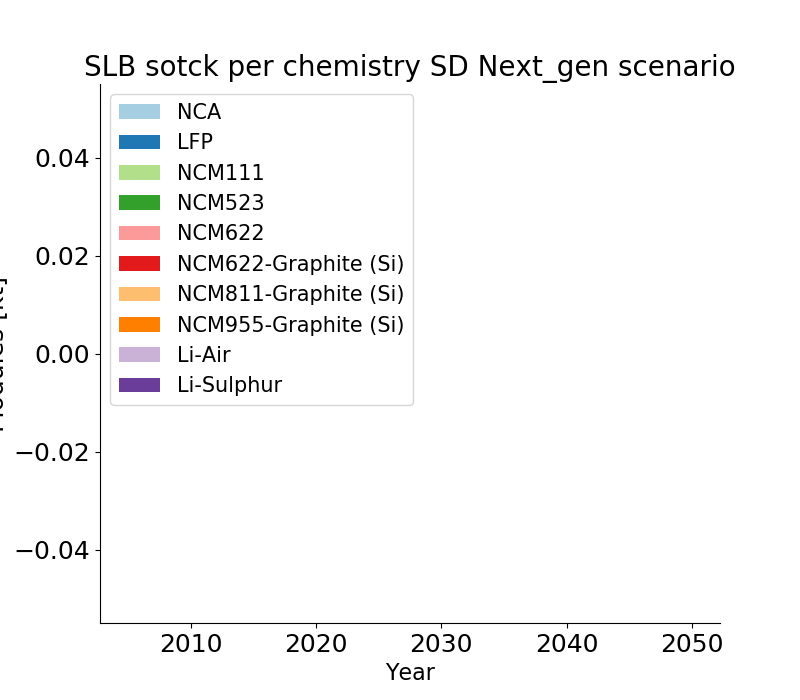 SLB sotck per chemistry SD Next_gen scenario
NCA
LFP
NCM111
NCM523
NCM622
NCM622-Graphite (Si)
NCM811-Graphite (Si)
NCM955-Graphite (Si)
Li-Air
Li-Sulphur
0.04
0.02
0.00
−0.02
−0.04
Modules [kt]
2010 2020 2030 2040 2050
Year